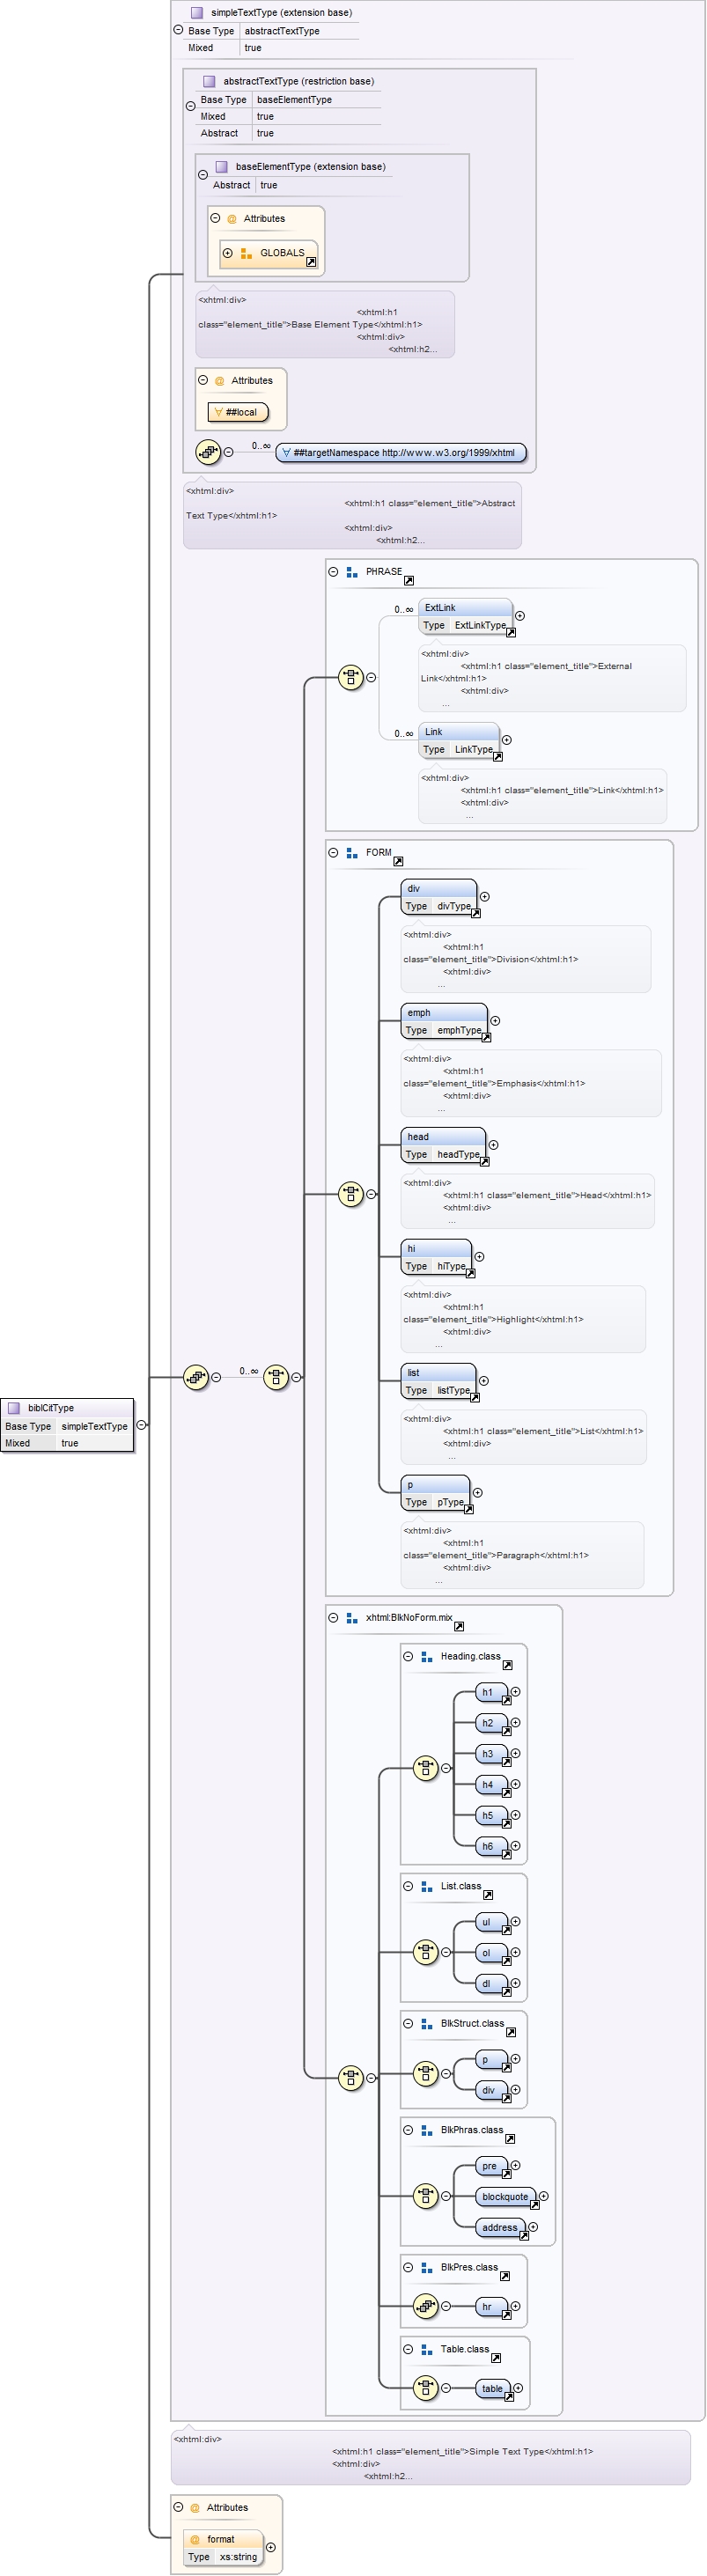 simpleTextType (extension base)
Base Type abstractTextType
Mixed true
abstractTextType (restriction base)
Base Type baseElementType
Mixed true
Abstract true
baseElementType (extension base)
Abstract true
@ Attributes
GLOBALS
<xhtml:div>
<xhtml:h1
class="element_title">Base Element Type</xhtml:h1>
<xhtml:div>
<xhtml:h2...
@ Attributes
∀ ##local
0..∞ ∀ ##targetNamespace http://www.w3.org/1999/xhtml
<xhtml:div>
<xhtml:h1 class="element_title">Abstract
Text Type</xhtml:h1>
<xhtml:div>
<xhtml:h2...
PHRASE
0..∞ ExtLink
Type ExtLinkType
<xhtml:div>
<xhtml:h1 class="element_title">External
Link</xhtml:h1>
<xhtml:div>
...
0..∞ Link
Type LinkType
<xhtml:div>
<xhtml:h1 class="element_title">Link</xhtml:h1>
<xhtml:div>
...
FORM
div
Type divType
<xhtml:div>
<xhtml:h1
class="element_title">Division</xhtml:h1>
<xhtml:div>
...
emph
Type emphType
<xhtml:div>
<xhtml:h1
class="element_title">Emphasis</xhtml:h1>
<xhtml:div>
...
head
Type headType
<xhtml:div>
<xhtml:h1 class="element_title">Head</xhtml:h1>
<xhtml:div>
...
hi
Type hiType
<xhtml:div>
<xhtml:h1
class="element_title">Highlight</xhtml:h1>
<xhtml:div>
...
list
Type listType
0..∞
biblCitType
Base Type simpleTextType
Mixed true
<xhtml:div>
<xhtml:h1 class="element_title">List</xhtml:h1>
<xhtml:div>
...
p
Type pType
<xhtml:div>
<xhtml:h1
class="element_title">Paragraph</xhtml:h1>
<xhtml:div>
...
xhtml:BlkNoForm.mix
Heading.class
h1
h2
h3
h4
h5
h6
List.class
ul
ol
dl
BlkStruct.class
p
div
BlkPhras.class
pre
blockquote
address
BlkPres.class
hr
Table.class
table
<xhtml:div>
<xhtml:h1 class="element_title">Simple Text Type</xhtml:h1>
<xhtml:div>
<xhtml:h2...
@ Attributes
@ format
Type xs:string